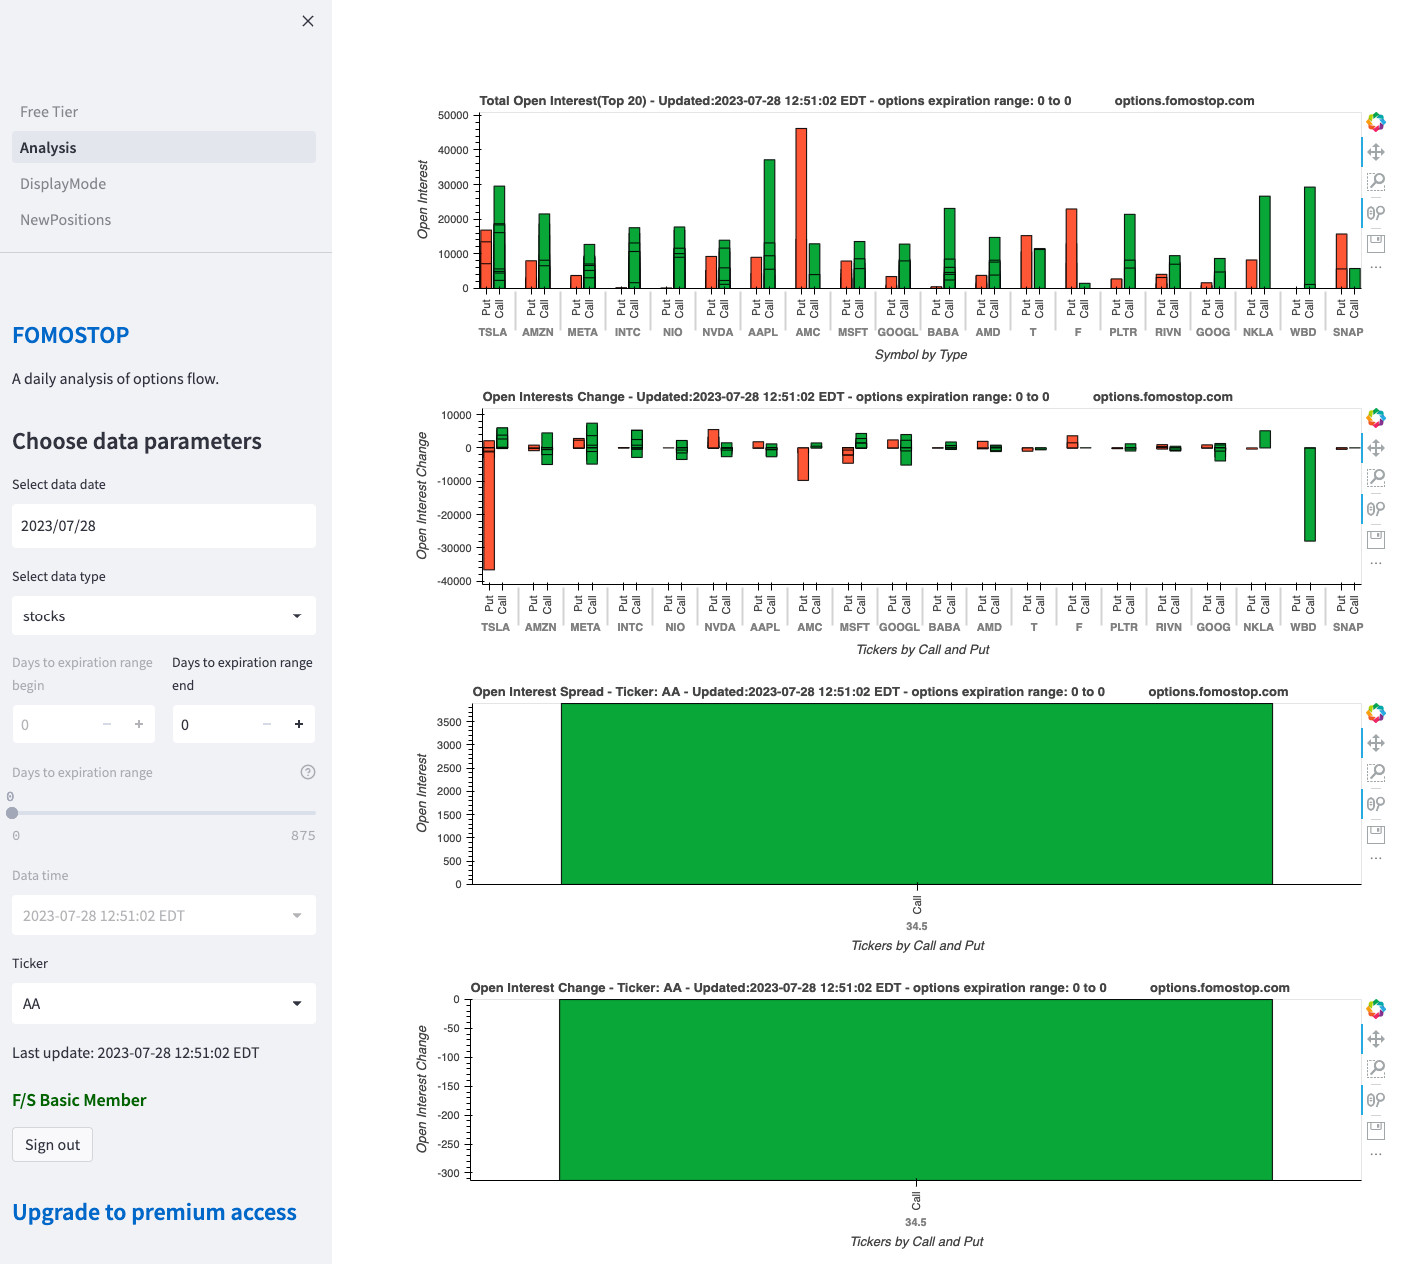 Free Tier
Analysis
DisplayMode
NewPositions
FOMOSTOP
A daily analysis of options flow.
Choose data parameters
Select data date
2023/07/28
Select data type
stocks
Days to expiration range begin
Days to expiration range end
0 − +
0 − +
Days to expiration range
0
0 875
Data time
2023-07-28 12:51:02 EDT
Ticker
AA
Last update: 2023-07-28 12:51:02 EDT
F/S Basic Member
Sign out
Upgrade to premium access
Total Open Interest(Top 20) - Updated:2023-07-28 12:51:02 EDT - options expiration range: 0 to 0 options.fomostop.com
Open Interest
50000
40000
30000
20000
10000
0
Put Call Put Call Put Call Put Call Put Call Put Call Put Call Put Call Put Call Put Call Put Call Put Call Put Call Put Call Put Call Put Call Put Call Put Call Put Call Put Call
TSLA AMZN META INTC NIO NVDA AAPL AMC MSFT GOOGL BABA AMD T F PLTR RIVN GOOG NKLA WBD SNAP
Symbol by Type
Open Interests Change - Updated:2023-07-28 12:51:02 EDT - options expiration range: 0 to 0 options.fomostop.com
Open Interest Change
10000
0
-10000
-20000
-30000
-40000
Put Call Put Call Put Call Put Call Put Call Put Call Put Call Put Call Put Call Put Call Put Call Put Call Put Call Put Call Put Call Put Call Put Call Put Call Put Call Put Call
TSLA AMZN META INTC NIO NVDA AAPL AMC MSFT GOOGL BABA AMD T F PLTR RIVN GOOG NKLA WBD SNAP
Tickers by Call and Put
Open Interest Spread - Ticker: AA - Updated:2023-07-28 12:51:02 EDT - options expiration range: 0 to 0 options.fomostop.com
Open Interest
3500
3000
2500
2000
1500
1000
500
0
Call
34.5
Tickers by Call and Put
Open Interest Change - Ticker: AA - Updated:2023-07-28 12:51:02 EDT - options expiration range: 0 to 0 options.fomostop.com
Open Interest Change
0
-50
-100
-150
-200
-250
-300
Call
34.5
Tickers by Call and Put